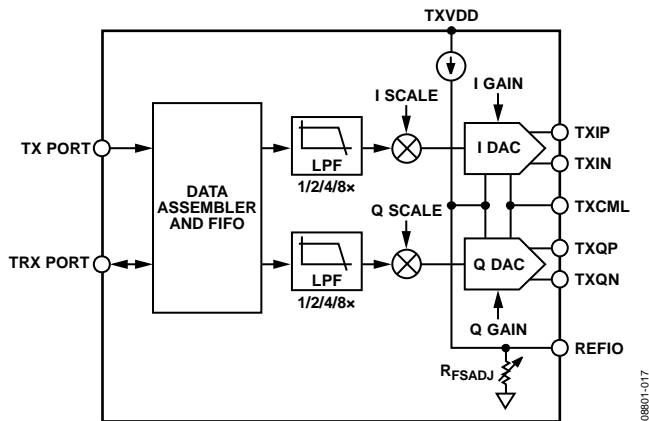 TXVDD
I SCALE
I GAIN
TX PORT
DATA
ASSEMBLER
AND FIFO
LPF
1/2/4/8×
I DAC
TXIP
TXIN
TXCML
Q SCALE
TRX PORT
LPF
1/2/4/8×
Q DAC
TXQP
TXQN
Q GAIN
REFIO
RFSADJ
08801-017